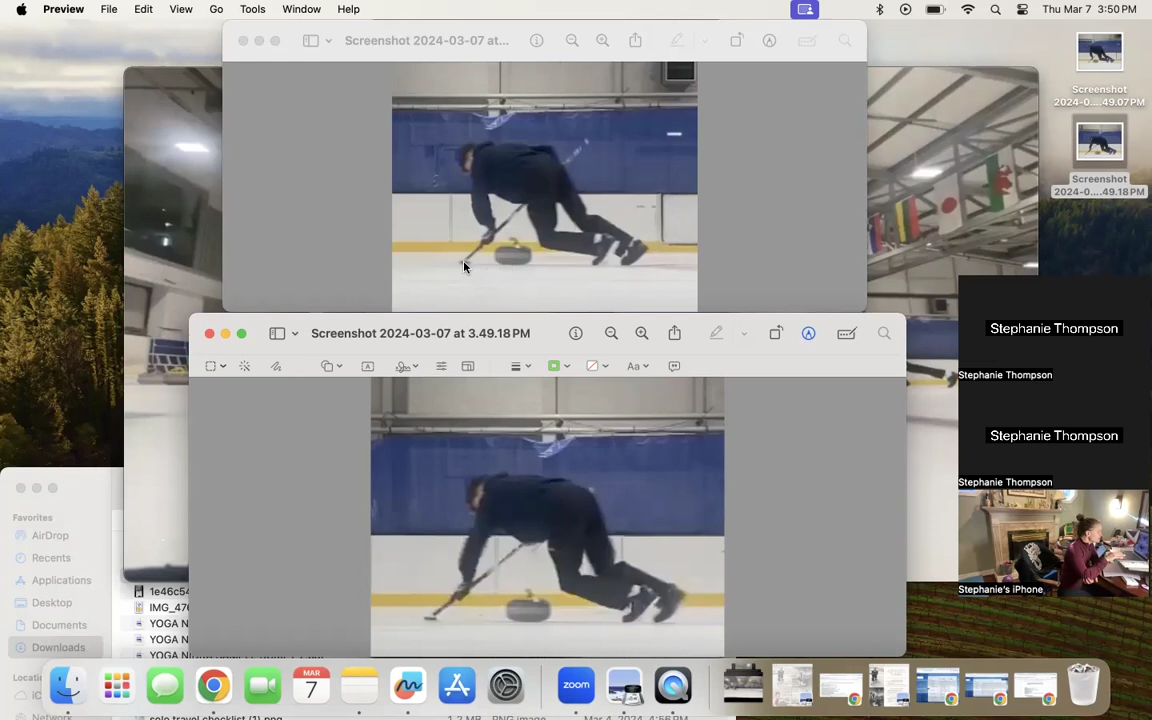 Preview File Edit View Go Tools Window Help Thu Mar 7 3:50 PM
Screenshot 2024-03-07 at...
Screenshot
2024-0....49.07 PM
Screenshot
2024-0....49.18 PM
Screenshot 2024-03-07 at 3.49.18 PM
Aa
Stephanie Thompson
Stephanie Thompson
Stephanie Thompson
Stephanie Thompson
Stephanie's iPhone
Favorites
AirDrop
Recents
Applications
Desktop
Documents
Downloads
1e46c54
IMG_476
YOGA N
YOGA N
MAR
7
zoom